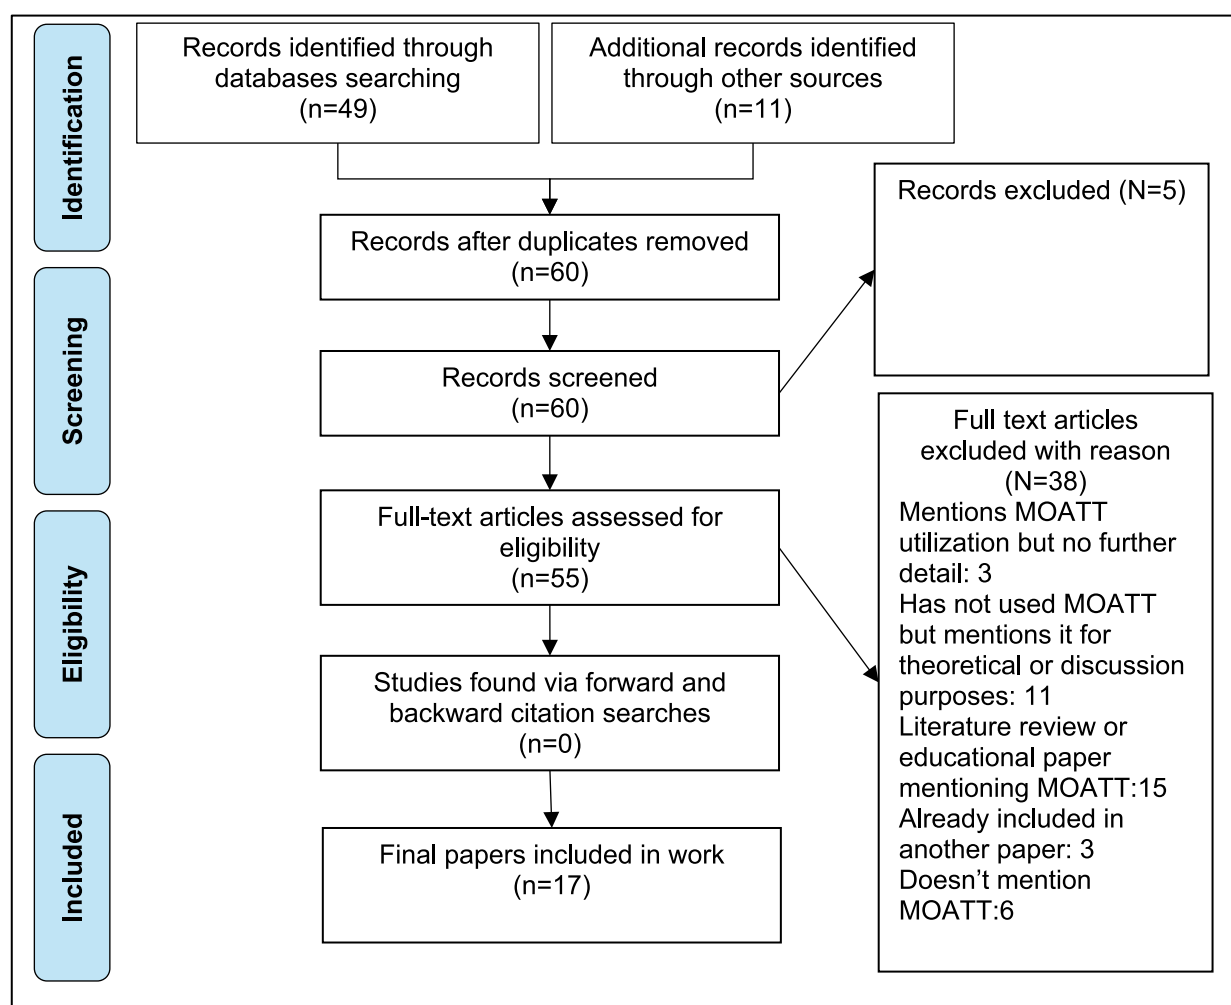 Identification
Records identified through
databases searching
(n=49)
Additional records identified
through other sources
(n=11)
Records after duplicates removed
(n=60)
Records excluded (N=5)
Screening
Records screened
(n=60)
Eligibility
Full-text articles assessed for
eligibility
(n=55)
Full text articles
excluded with reason
(N=38)
Mentions MOATT
utilization but no further
detail: 3
Has not used MOATT
but mentions it for
theoretical or discussion
purposes: 11
Literature review or
educational paper
mentioning MOATT:15
Already included in
another paper: 3
Doesn’t mention
MOATT:6
Studies found via forward and
backward citation searches
(n=0)
Included
Final papers included in work
(n=17)